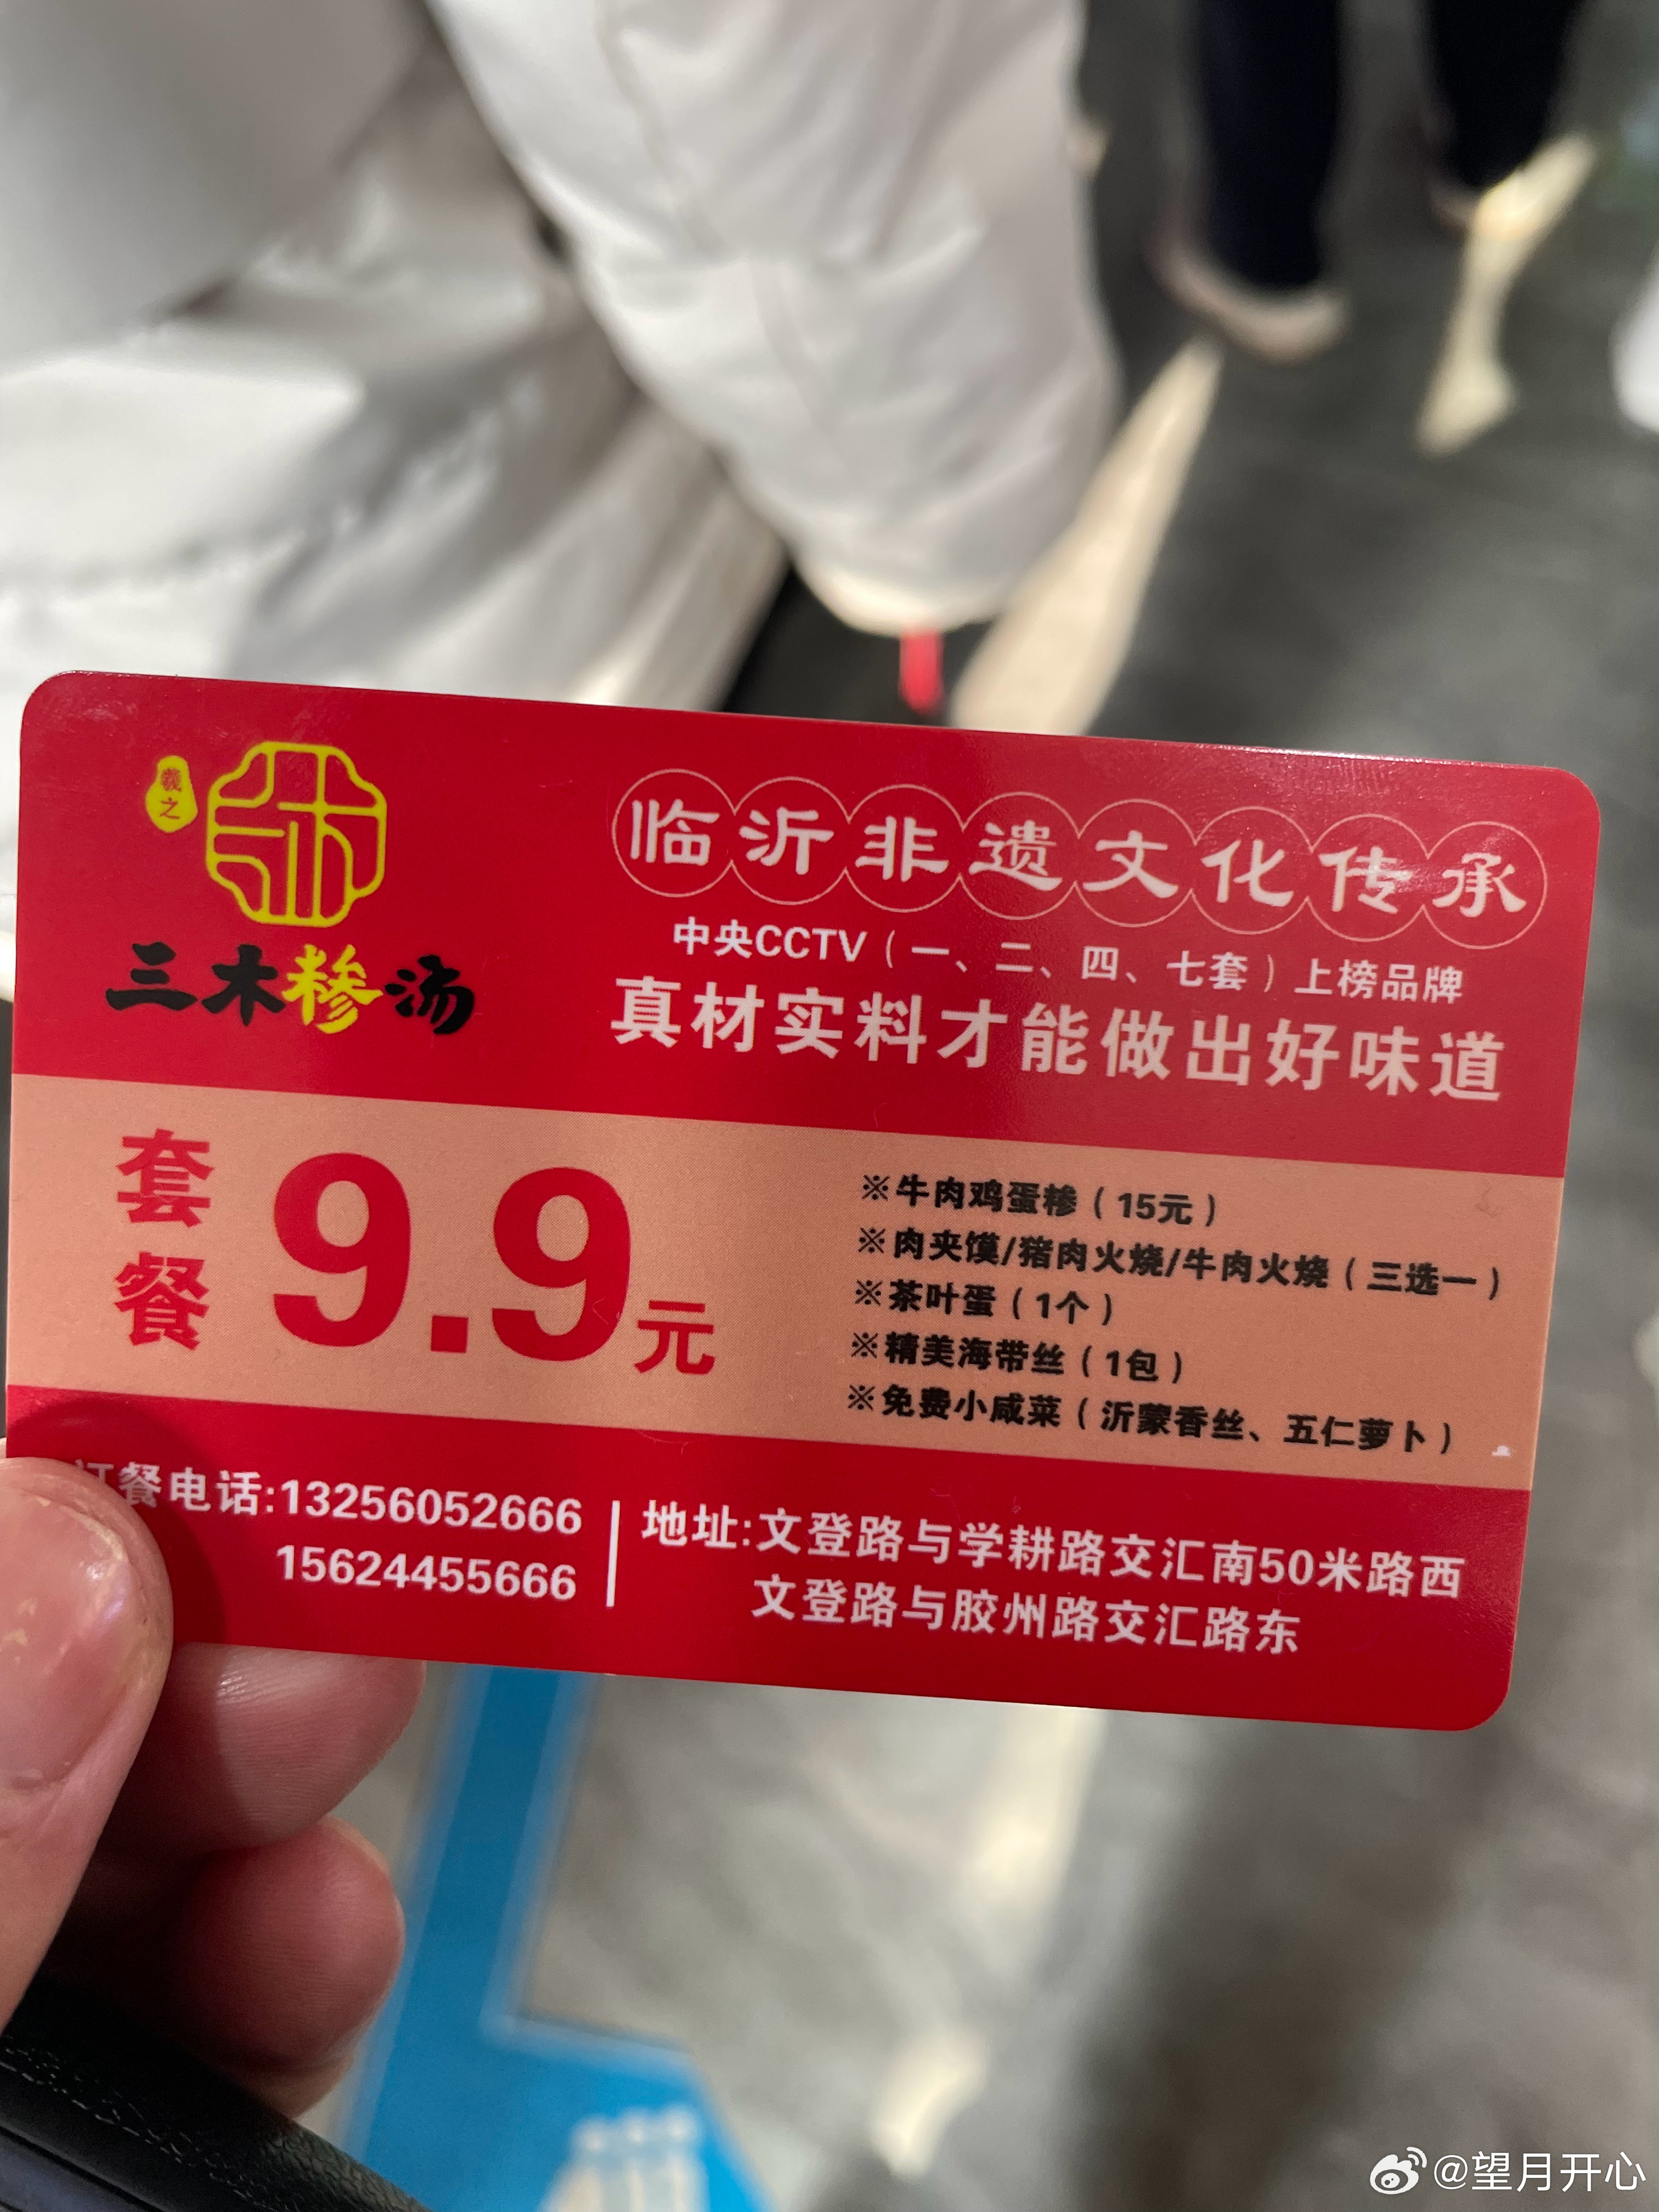 羲之
三木糁汤
临沂非遗文化传承
中央CCTV（一、二、四、七套）上榜品牌
真材实料才能做出好味道
套餐 9.9元
※牛肉鸡蛋糁（15元）
※肉夹馍/猪肉火烧/牛肉火烧（三选一）
※茶叶蛋（1个）
※精美海带丝（1包）
※免费小咸菜（沂蒙香丝、五仁萝卜）
餐电话:13256052666
15624455666
地址:文登路与学耕路交汇南50米路西
文登路与胶州路交汇路东
@望月开心